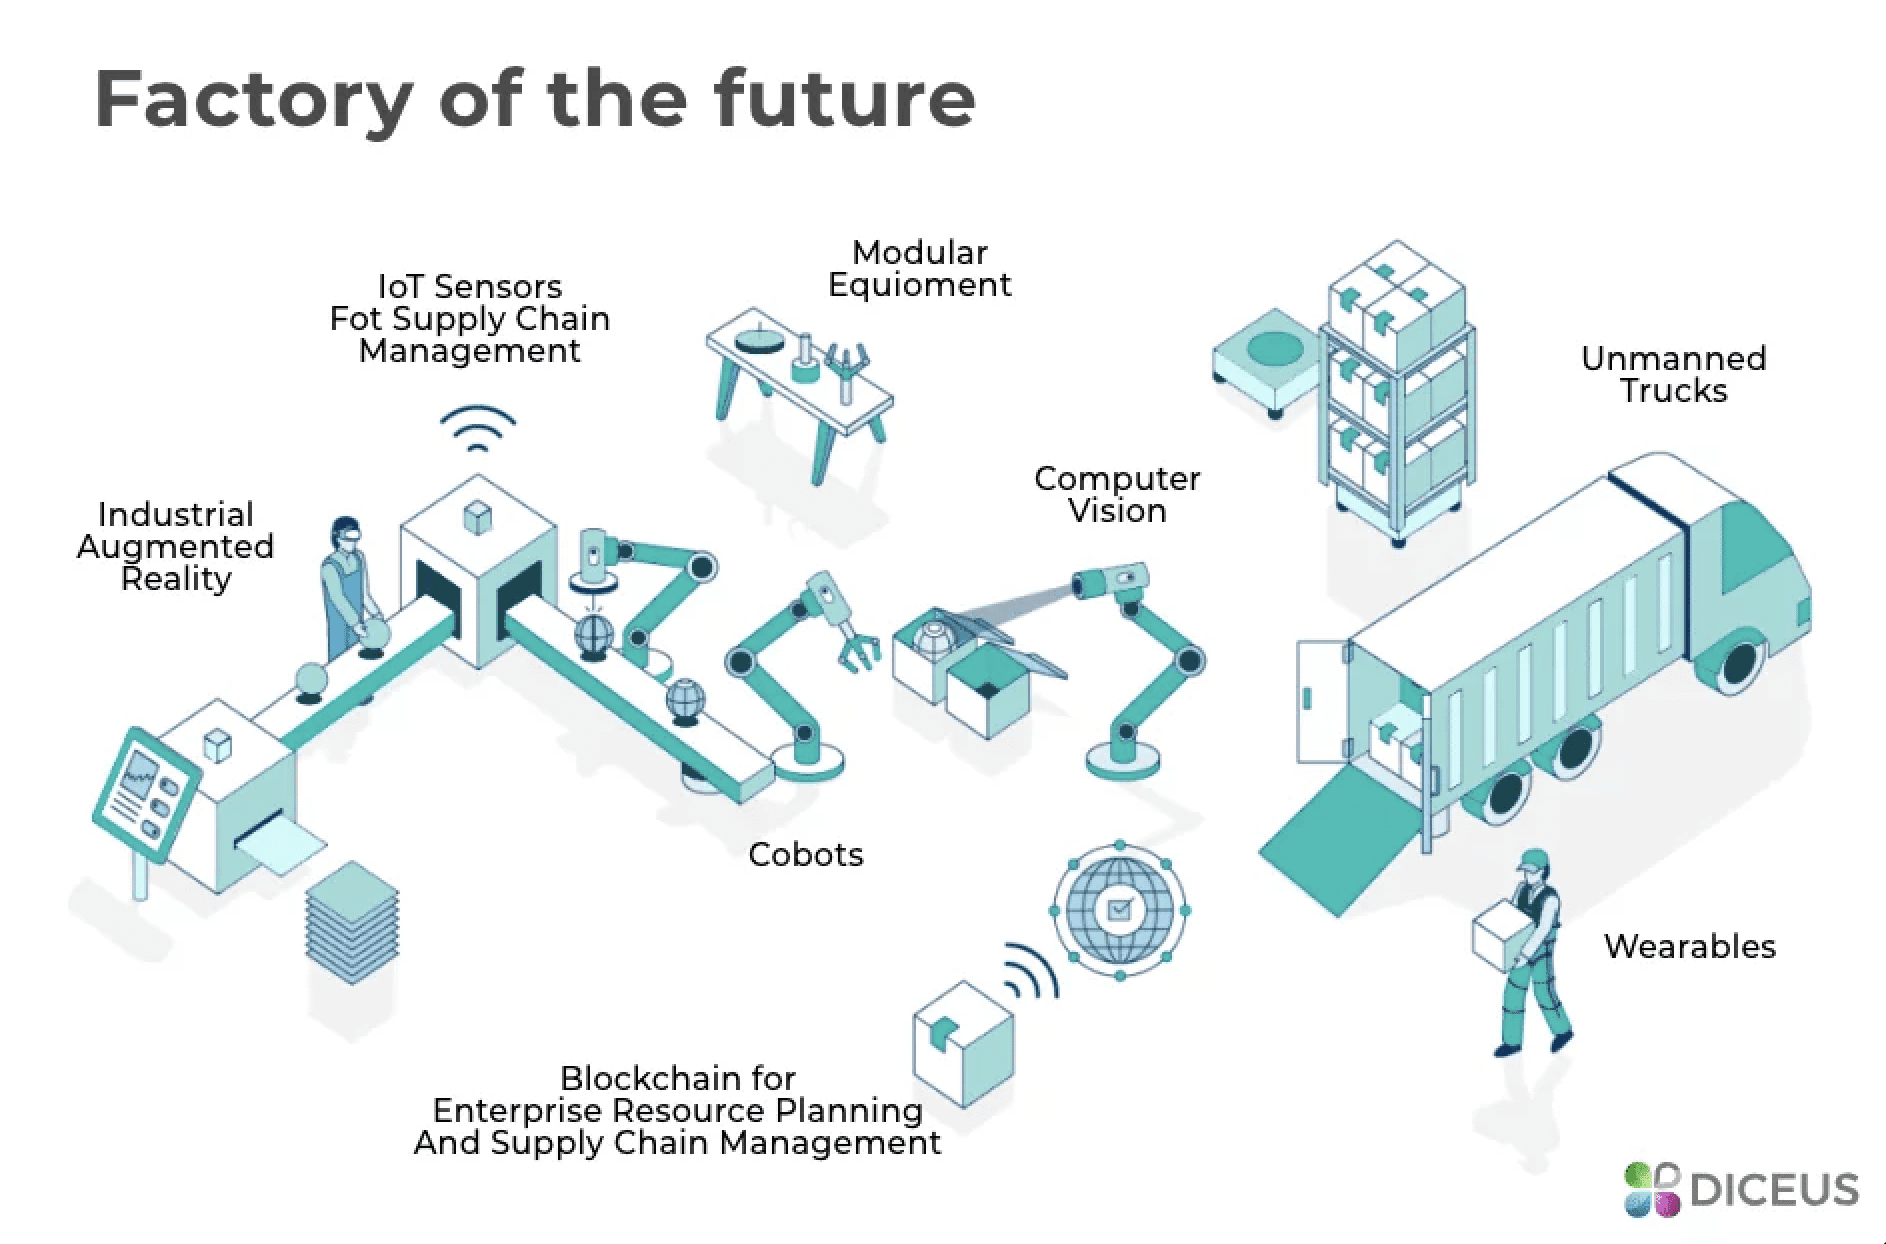 Factory of the future
Modular
Equioment
IoT Sensors
Fot Supply Chain
Management
Unmanned
Trucks
Computer
Vision
Industrial
Augmented
Reality
Cobots
Wearables
Blockchain for
Enterprise Resource Planning
And Supply Chain Management
DICEUS